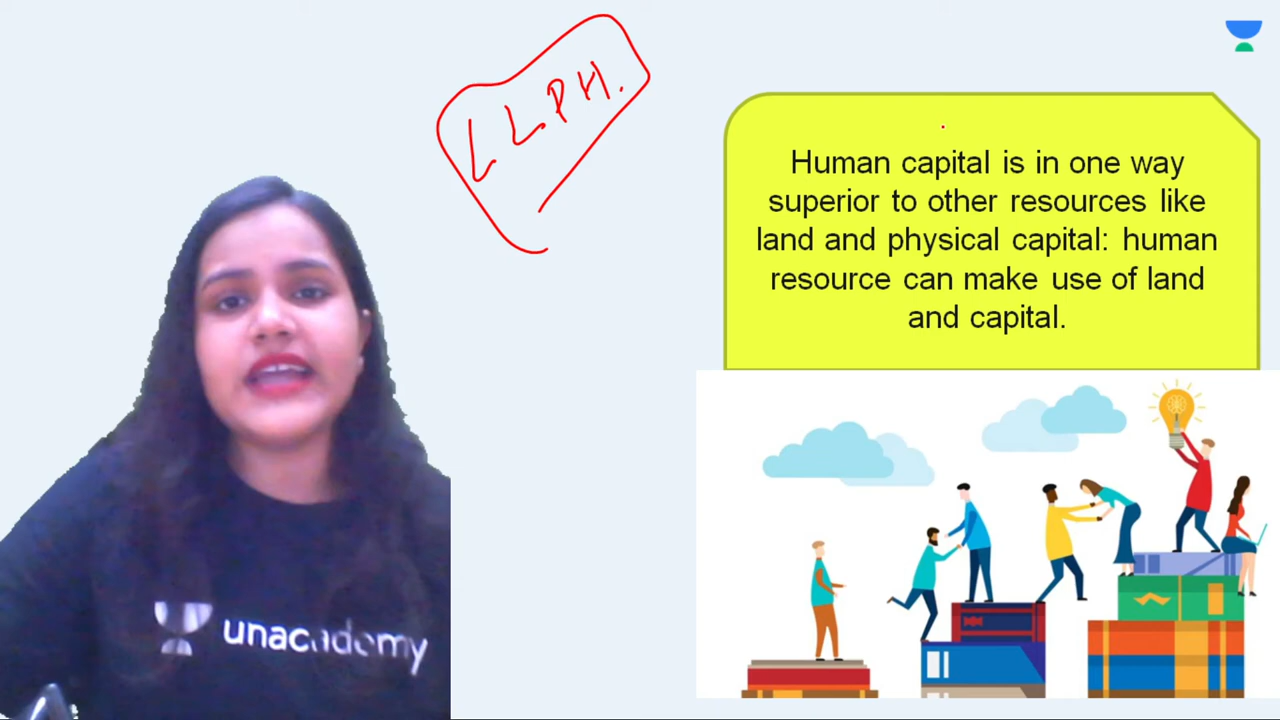 LLPH.
Human capital is in one way
superior to other resources like
land and physical capital: human
resource can make use of land
and capital.
unacademy